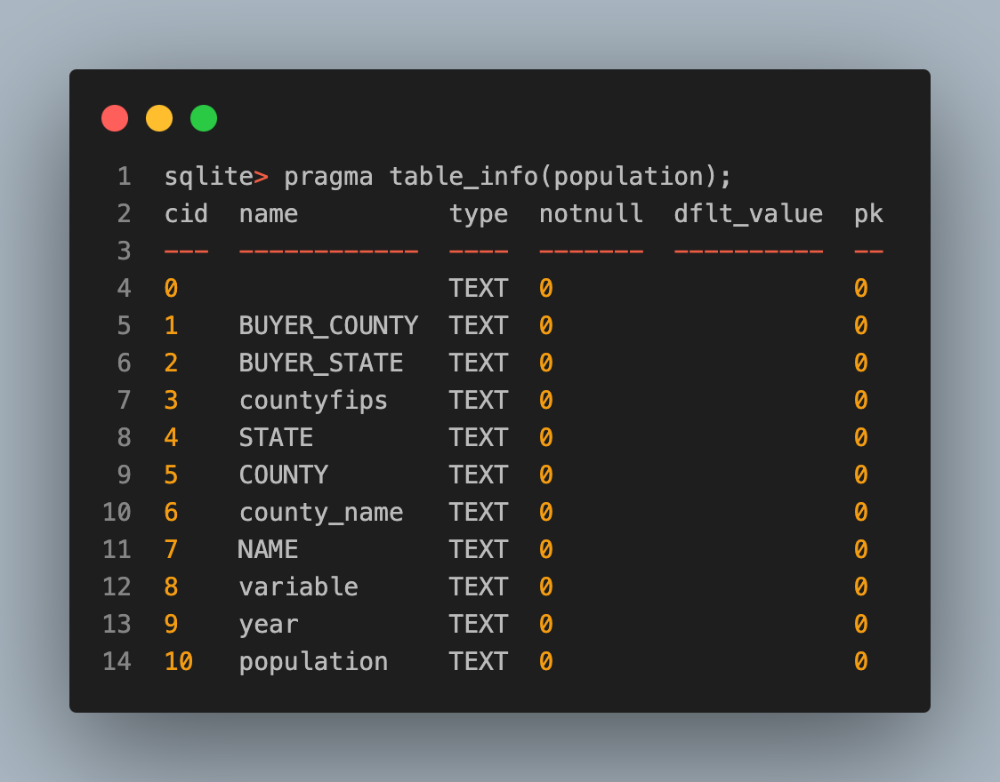 1 sqlite> pragma table_info(population);
2 cid  name          type  notnull  dflt_value  pk
3 ---  ------------  ----  -------  ----------  --
4 0                  TEXT  0                    0
5 1    BUYER_COUNTY  TEXT  0                    0
6 2    BUYER_STATE   TEXT  0                    0
7 3    countyfips    TEXT  0                    0
8 4    STATE         TEXT  0                    0
9 5    COUNTY        TEXT  0                    0
10 6    county_name   TEXT  0                    0
11 7    NAME          TEXT  0                    0
12 8    variable      TEXT  0                    0
13 9    year          TEXT  0                    0
14 10   population    TEXT  0                    0